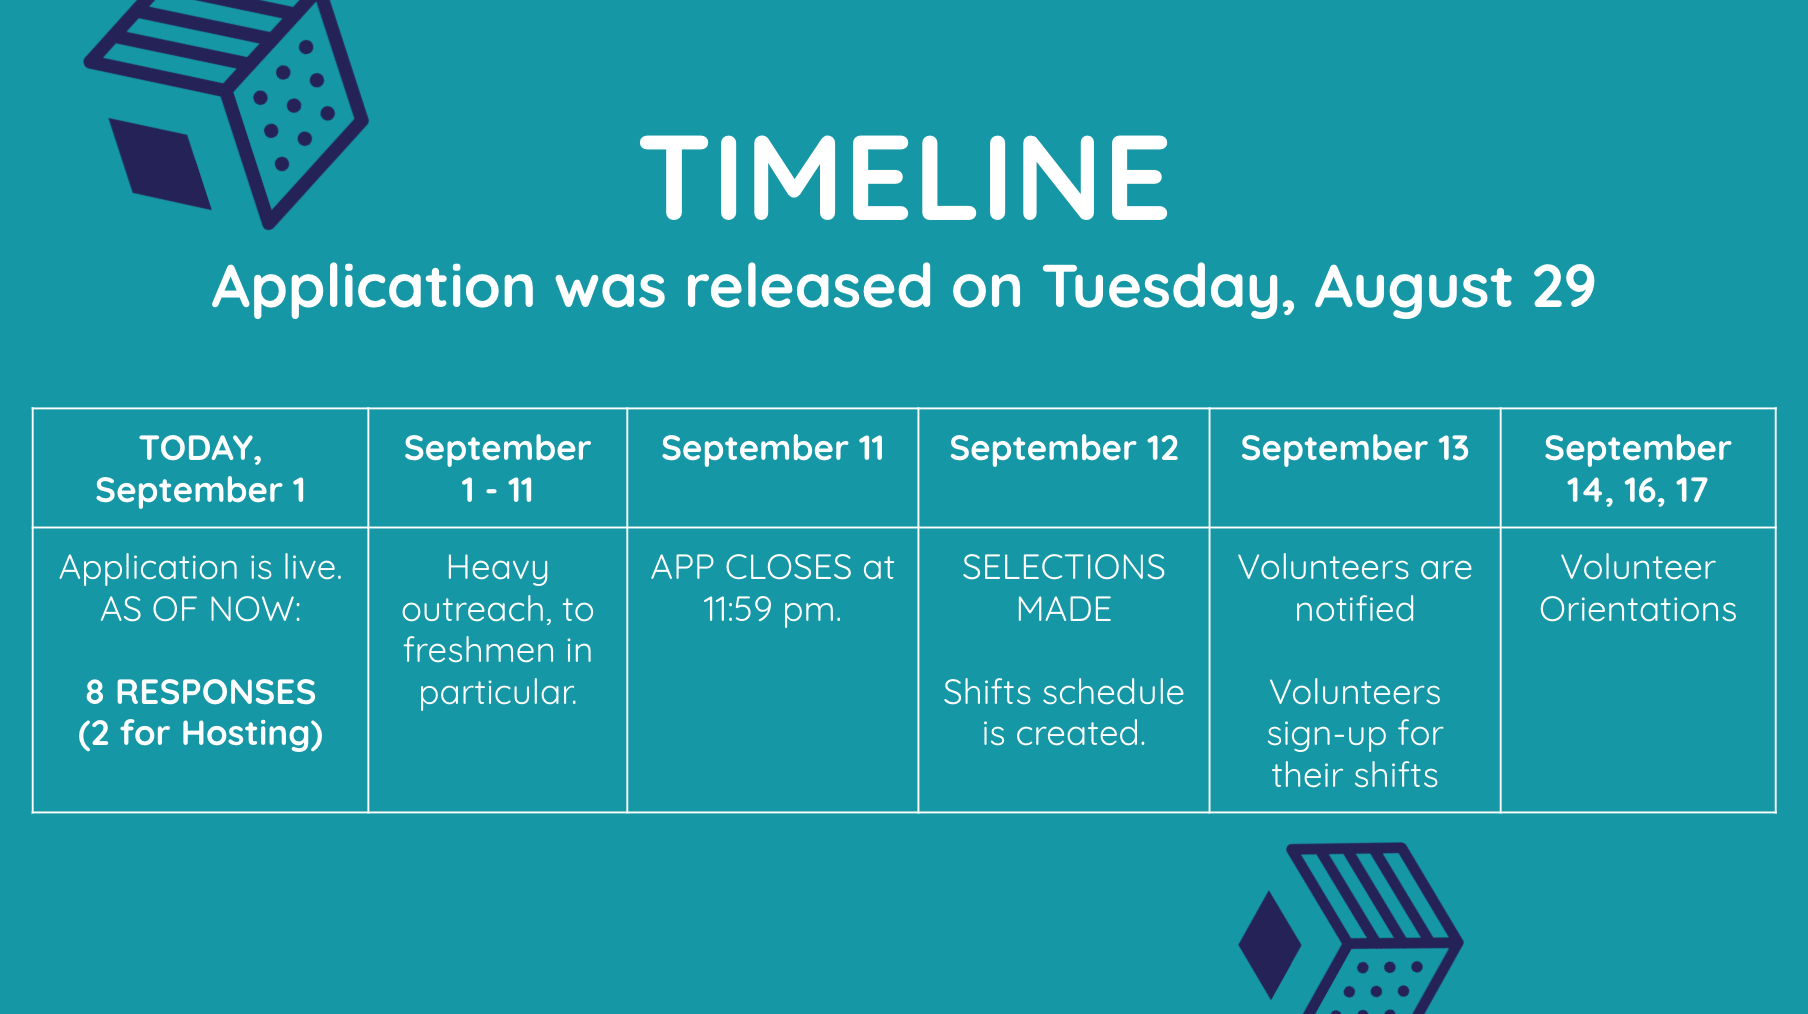 TIMELINE
Application was released on Tuesday, August 29
TODAY,
September 1
September
1 - 11
September 11
September 12
September 13
September
14, 16, 17
Application is live.
AS OF NOW:
8 RESPONSES
(2 for Hosting)
Heavy
outreach, to
freshmen in
particular.
APP CLOSES at
11:59 pm.
SELECTIONS
MADE
Shifts schedule
is created.
Volunteers are
notified
Volunteers
sign-up for
their shifts
Volunteer
Orientations